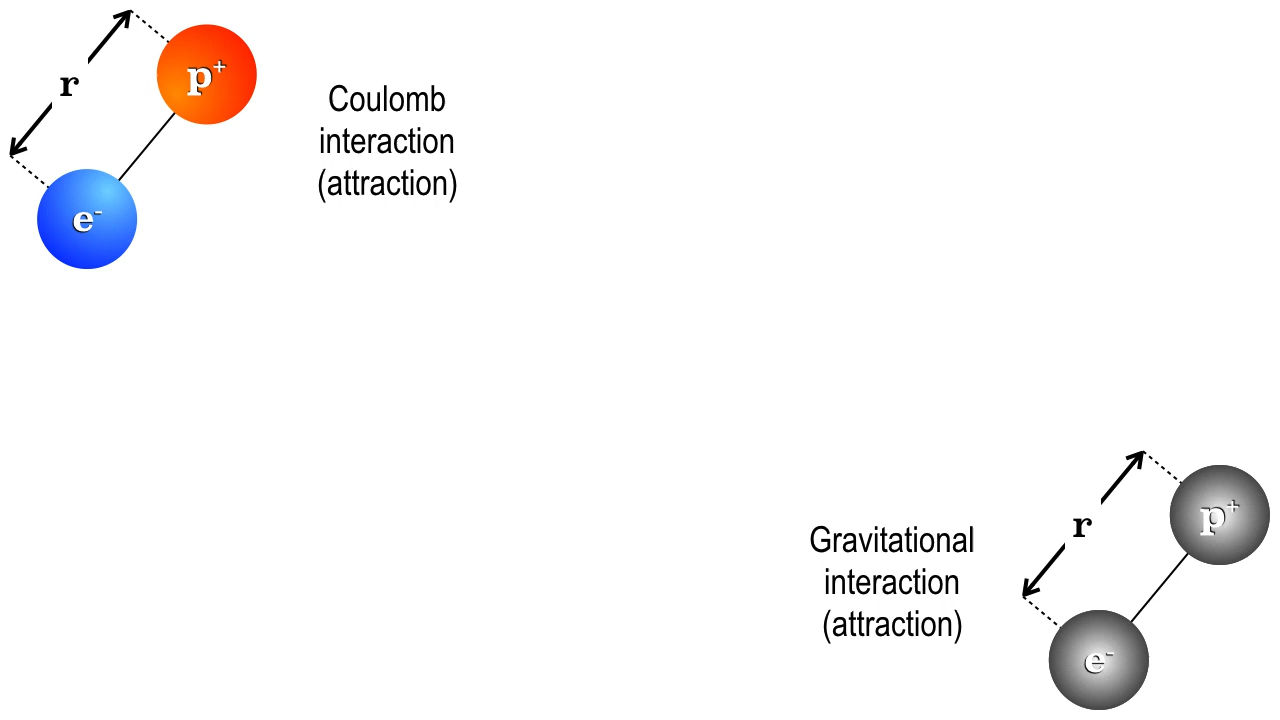 p+
r
e-
Coulomb
interaction
(attraction)
Gravitational
interaction
(attraction)
r
p+
e-